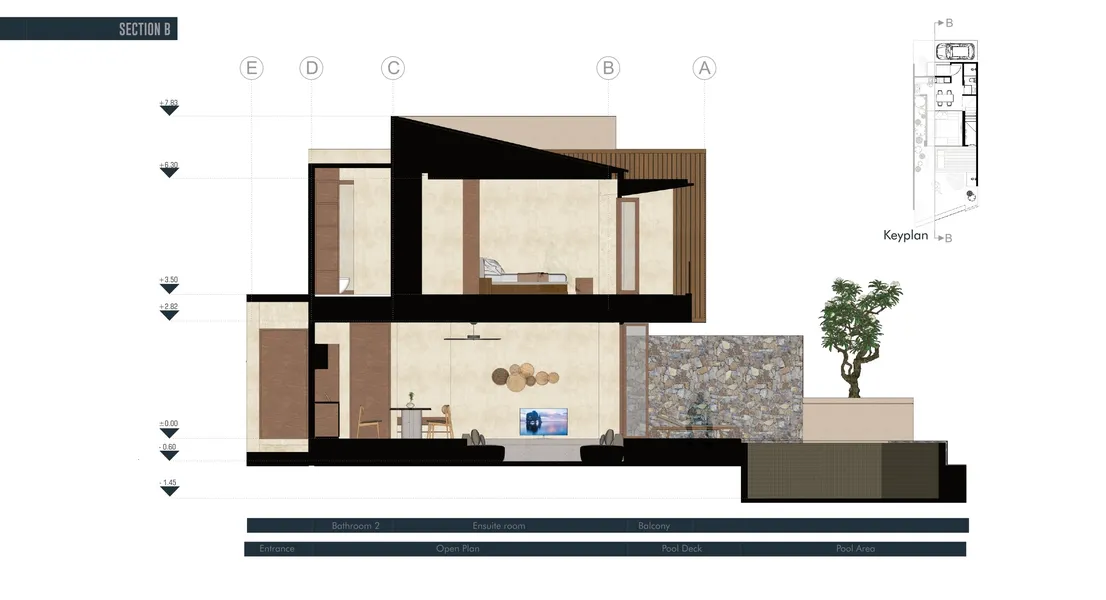 SECTION B
B
E
D
C
B
A
+7.83
+6.30
+3.50
+2.82
±0.00
- 0.60
- 1.45
Keyplan
B
Bathroom 2
Ensuite room
Balcony
Entrance
Open Plan
Pool Deck
Pool Area